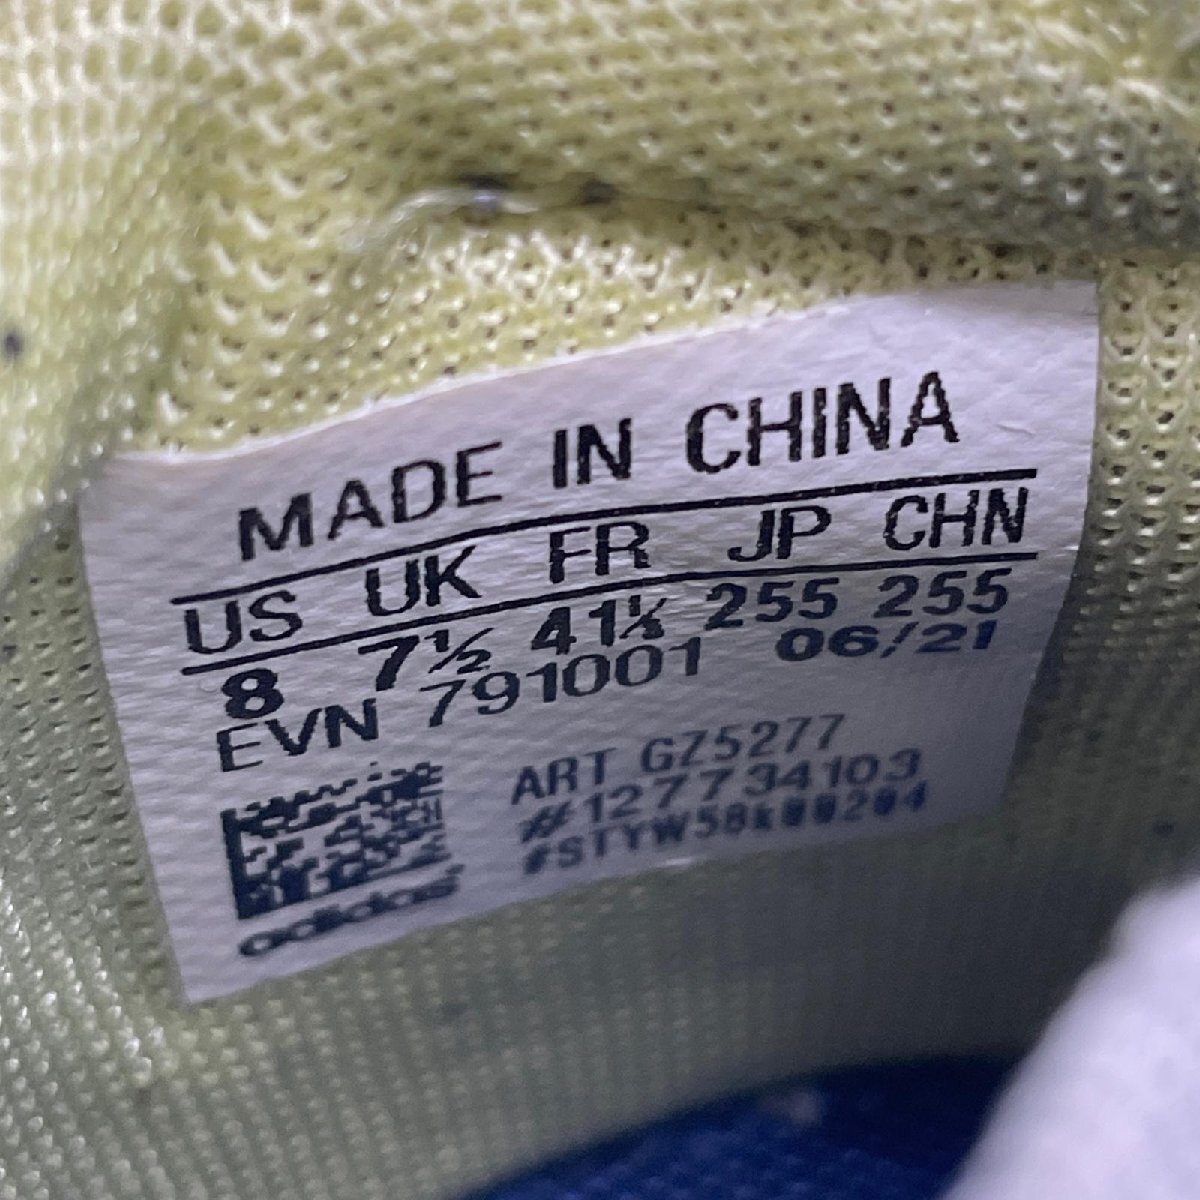 MADE IN CHINA
US UK FR JP CHN
8 7½ 41⅓ 255 255
EVN 791001 06/21
ART GZ5277
#127734103
adidas